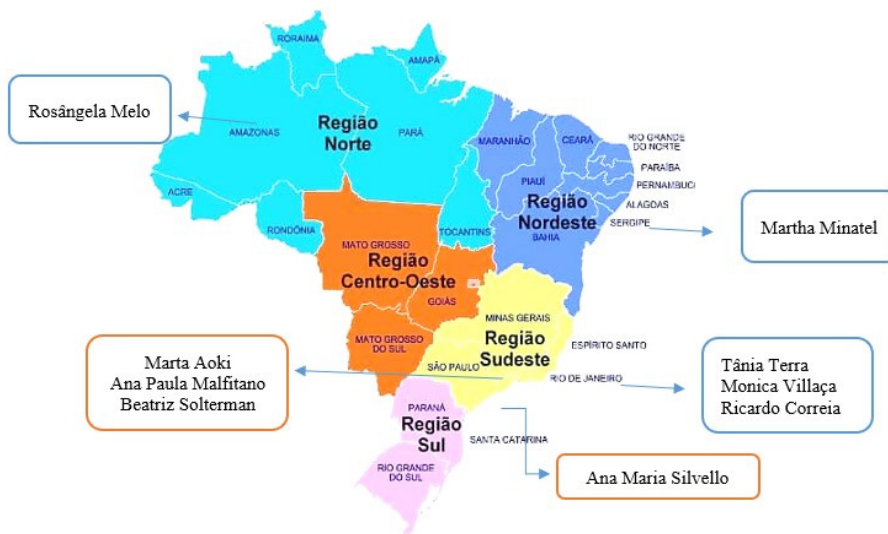 RORAIMA
AMAPÁ
Rosângela Melo
AMAZONAS
Região
Norte
PARÁ
MARANHÃO
CEARÁ
RIO GRANDE
DO NORTE
PARAÍBA
PERNAMBUC
ALAGOAS
SERGIPE
ACRE
RONDÔNIA
TOCANTINS
PIAUÍ
Região
Nordeste
BAHIA
Martha Minatel
MATO GROSSO
Região
Centro-Oeste
GOIÁS
MATO GROSSO
DO SUL
MINAS GERAIS
Região
Sudeste
ESPÍRITO SANTO
SÃO PAULO
RIO DE JANEIRO
Marta Aoki
Ana Paula Malfitano
Beatriz Solterman
Tânia Terra
Monica Villaça
Ricardo Correia
PARANÁ
Região
Sul
SANTA CATARINA
RIO GRANDE
DO SUL
Ana Maria Silvello